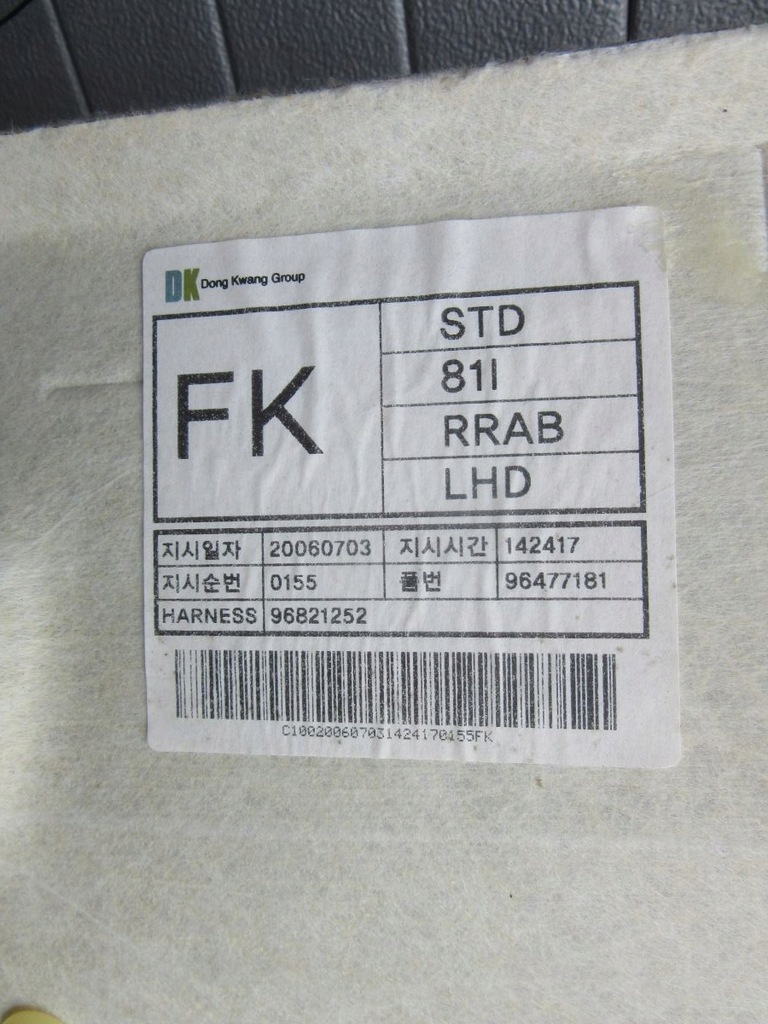 DK Dong Kwang Group
FK
STD
81I
RRAB
LHD
지시일자 20060703 지시시간 142417
지시순번 0155 품번 96477181
HARNESS 96821252
C100200607031424170155FK